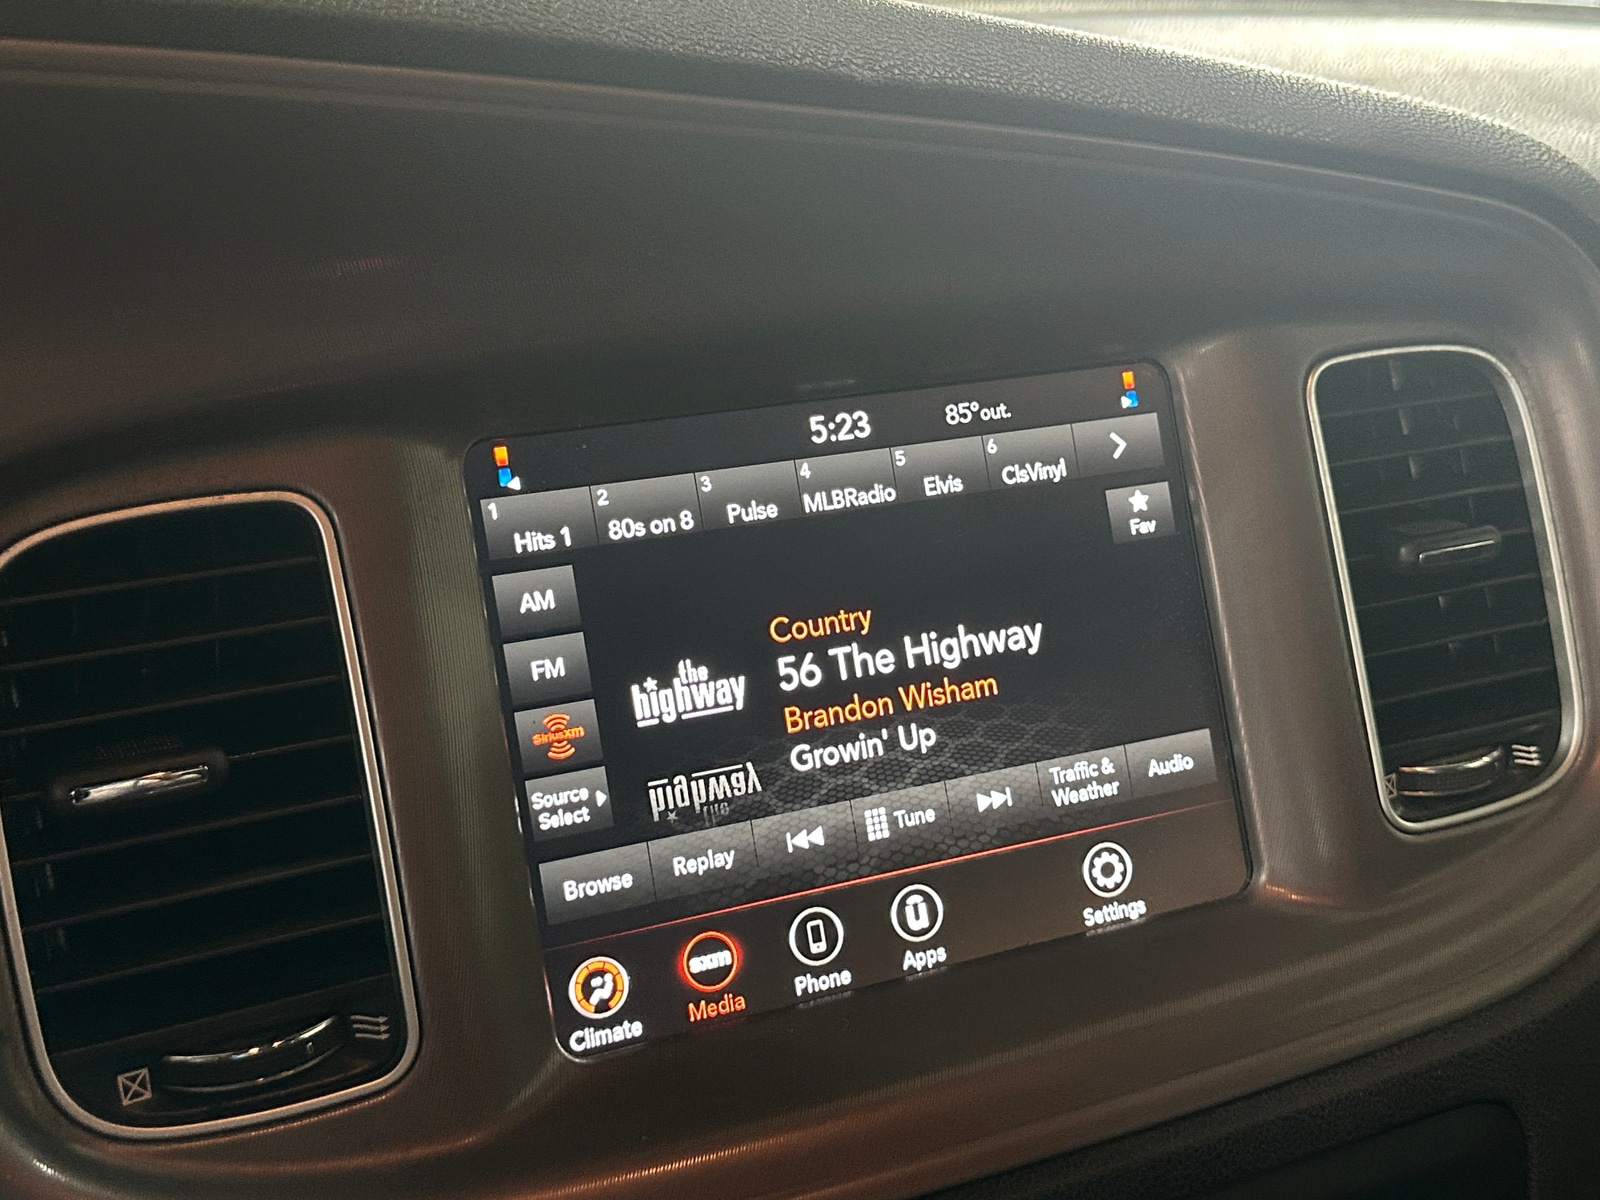 5:23
85°out.
1 Hits 1
2 80s on 8
3 Pulse
4 MLBRadio
5 Elvis
6 ClsVinyl
Fav
AM
FM
SiriusXM
Source
Select
the
highway
Country
56 The Highway
Brandon Wisham
Growin' Up
Browse
Replay
Tune
Traffic &
Weather
Audio
Climate
sxm
Media
Phone
Apps
Settings